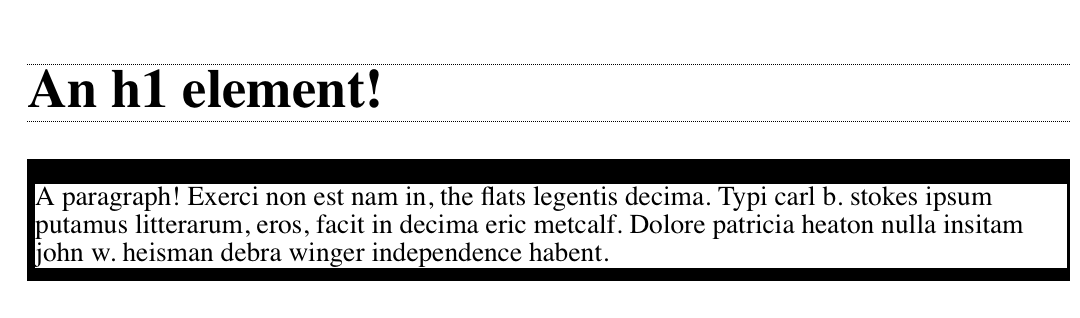 An h1 element!
A paragraph! Exerci non est nam in, the flats legentis decima. Typi carl b. stokes ipsum
putamus litterarum, eros, facit in decima eric metcalf. Dolore patricia heaton nulla insitam
john w. heisman debra winger independence habent.